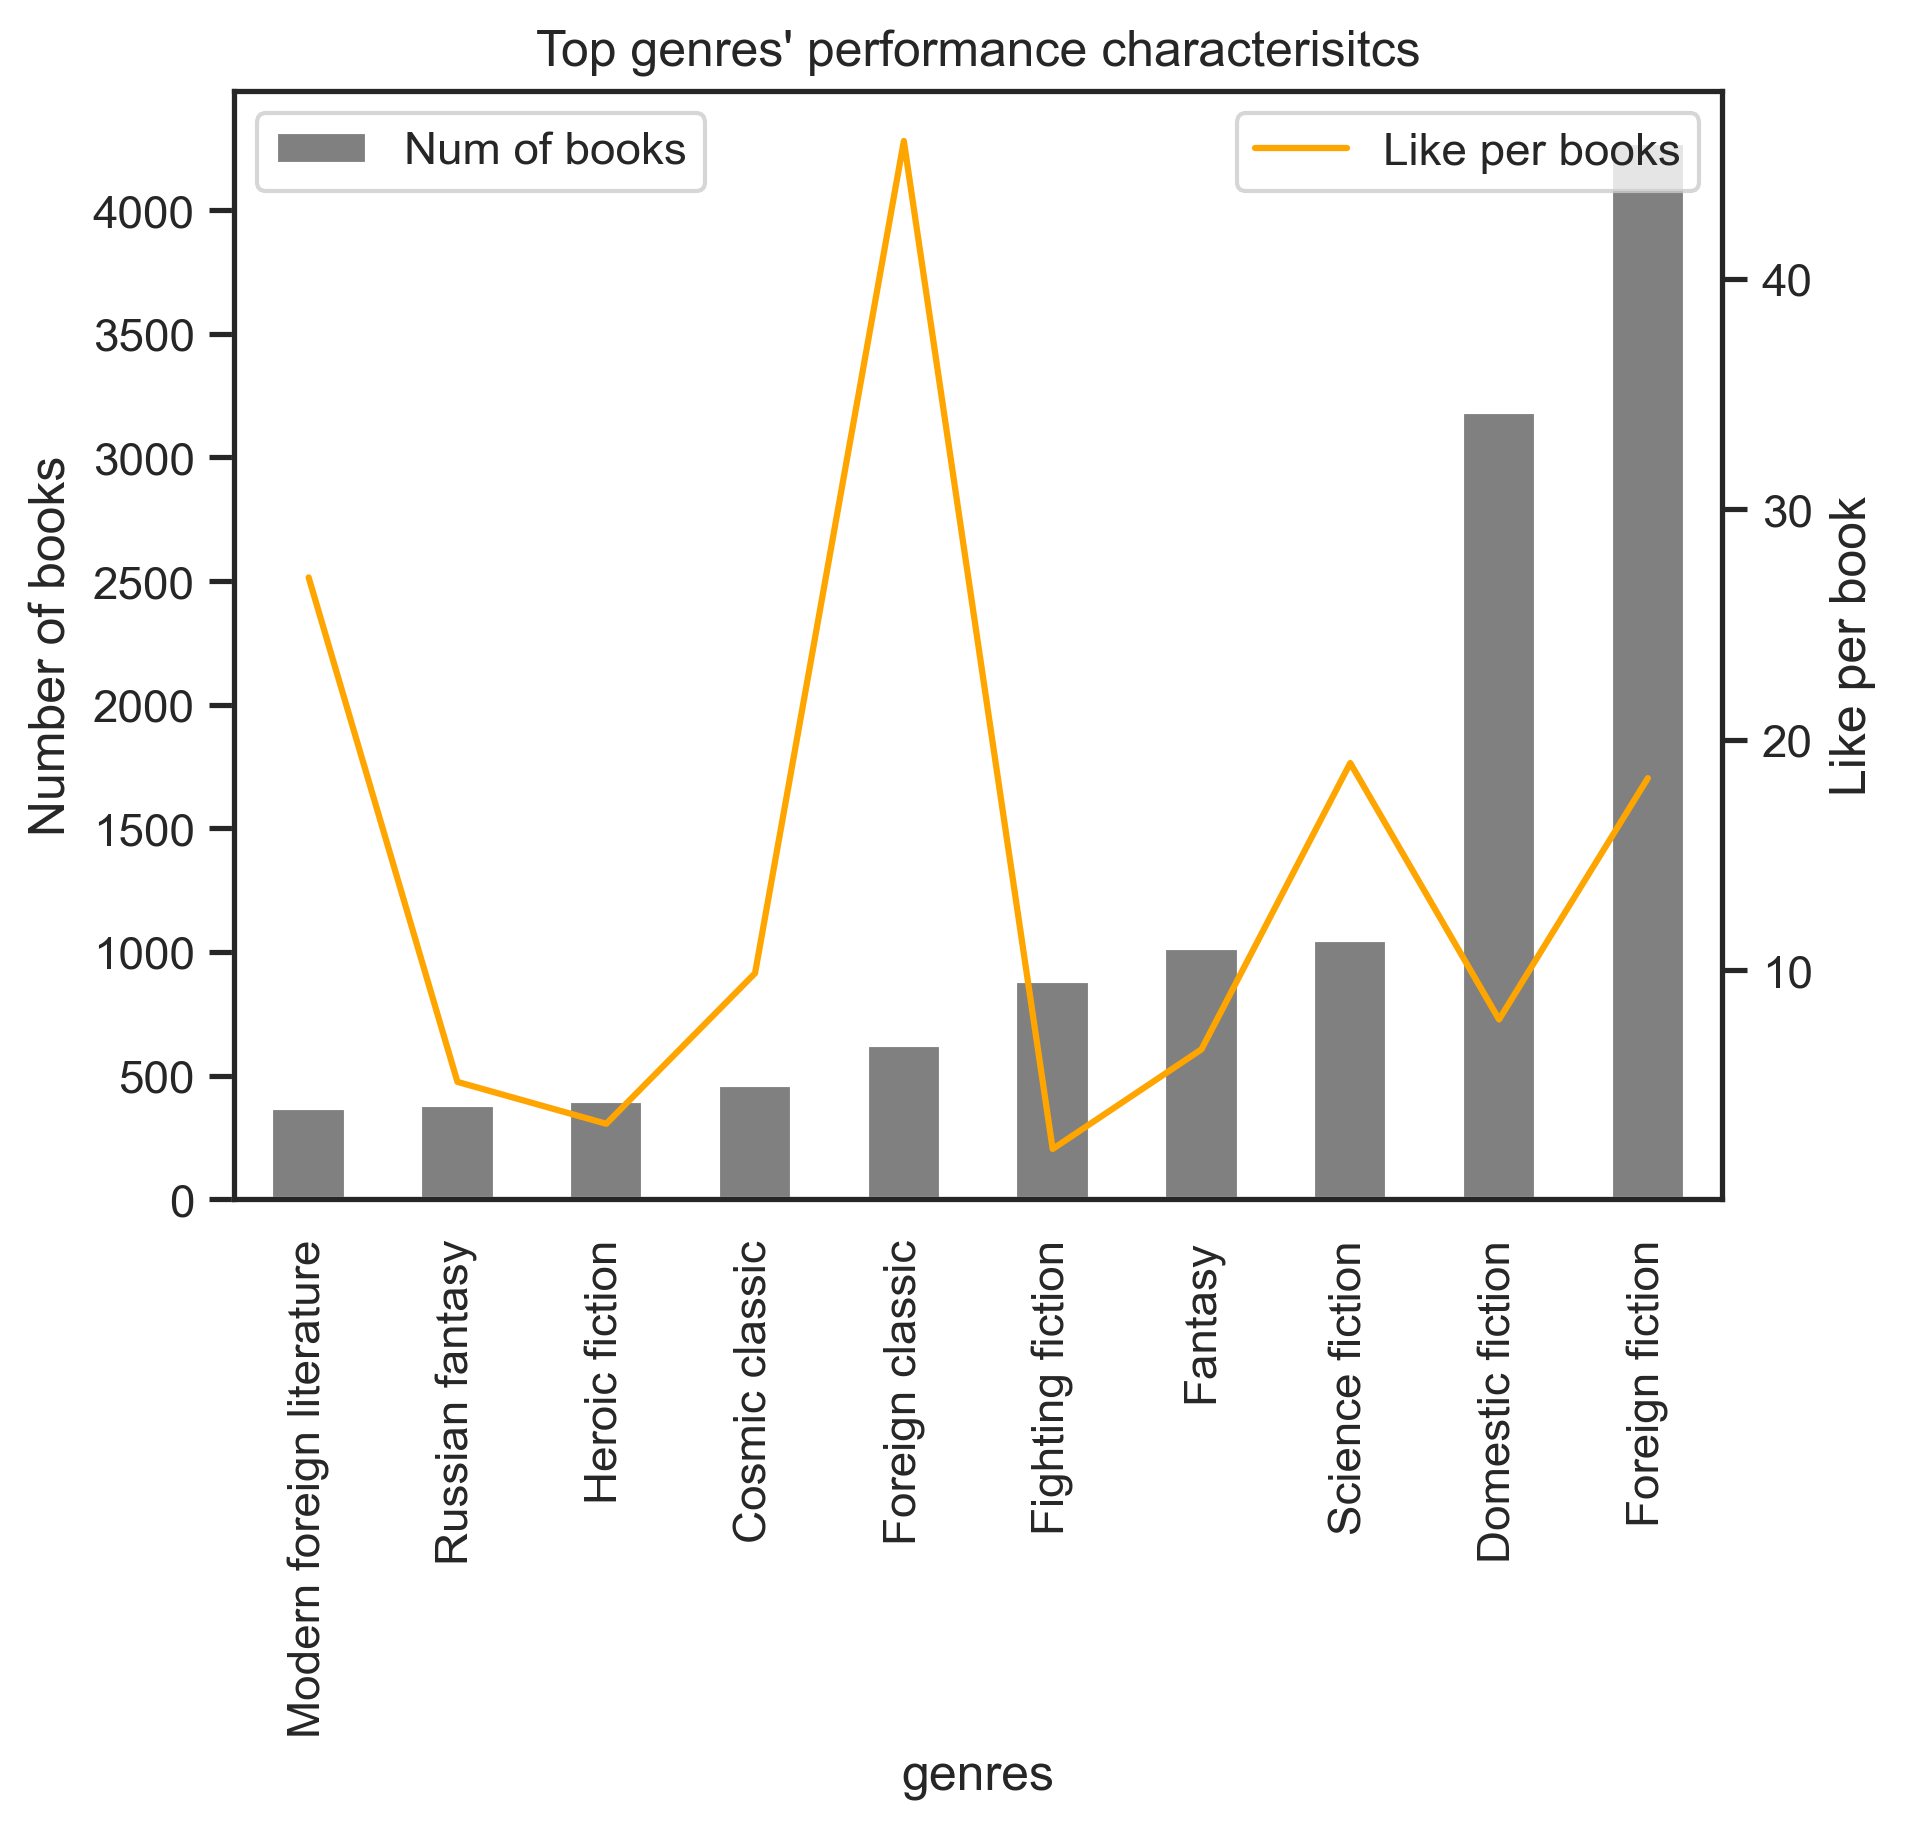 Top genres' performance characterisitcs
Num of books
Like per books
4000
3500
3000
2500
2000
1500
1000
500
0
Number of books
40
30
20
10
Like per book
Modern foreign literature
Russian fantasy
Heroic fiction
Cosmic classic
Foreign classic
Fighting fiction
Fantasy
Science fiction
Domestic fiction
Foreign fiction
genres